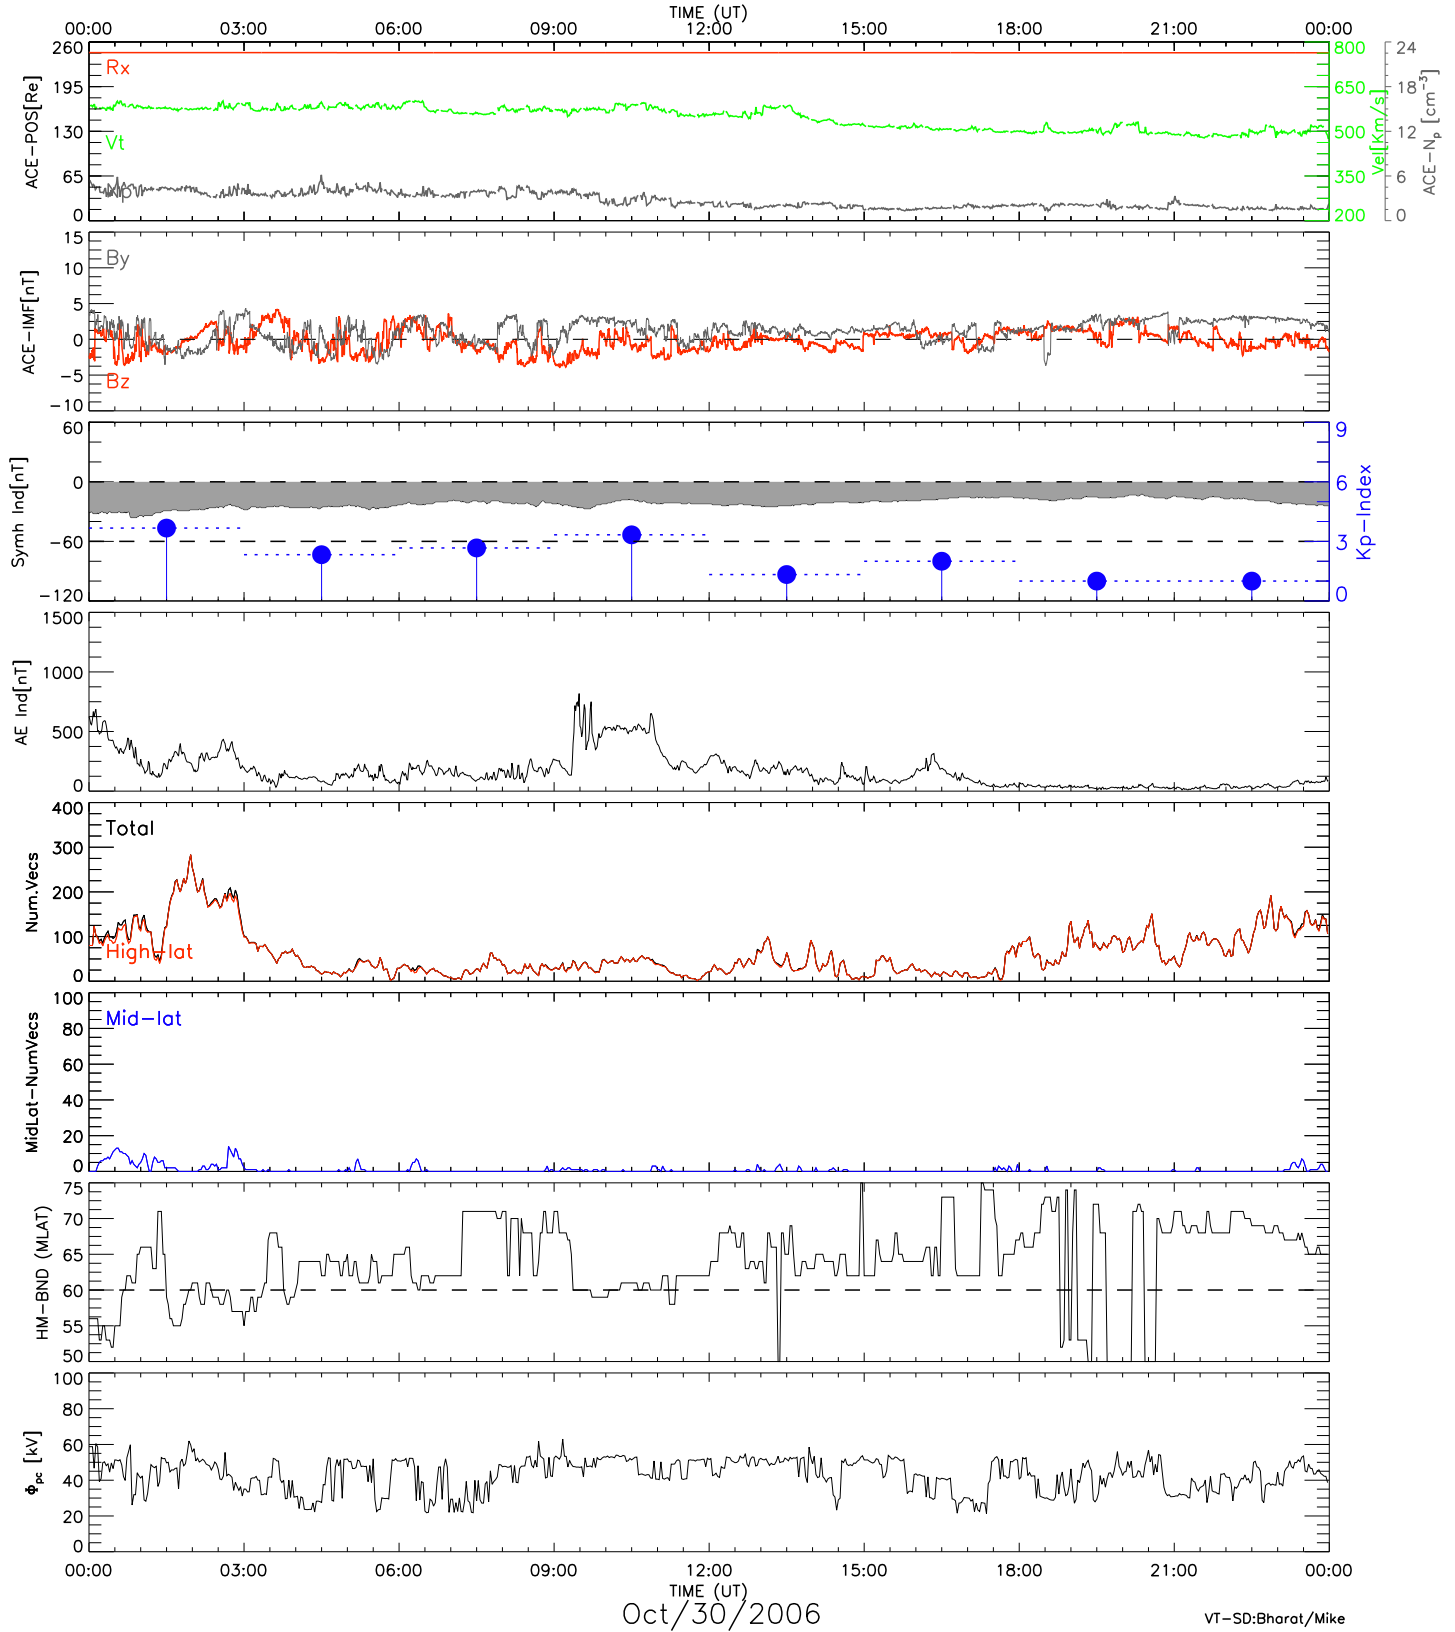 TIME (UT)
00:00 03:00 06:00 09:00 12:00 15:00 18:00 21:00 00:00
ACE-POS[Re]
260
195
130
65
0
Rx
Vt
Np
800
650
500
350
200
Vel[Km/s]
24
18
12
6
0
ACE-Np [cm⁻³]
ACE-IMF[nT]
15
10
5
0
-5
-10
By
Bz
Symh Ind[nT]
60
0
-60
-120
9
6
3
0
Kp-Index
AE Ind[nT]
1500
1000
500
0
Num.Vecs
400
300
200
100
0
Total
High-lat
MidLat-NumVecs
100
80
60
40
20
0
Mid-lat
HM-BND (MLAT)
75
70
65
60
55
50
Φpc [kV]
100
80
60
40
20
0
00:00 03:00 06:00 09:00 12:00 15:00 18:00 21:00 00:00
TIME (UT)
Oct/30/2006
VT-SD:Bharat/Mike